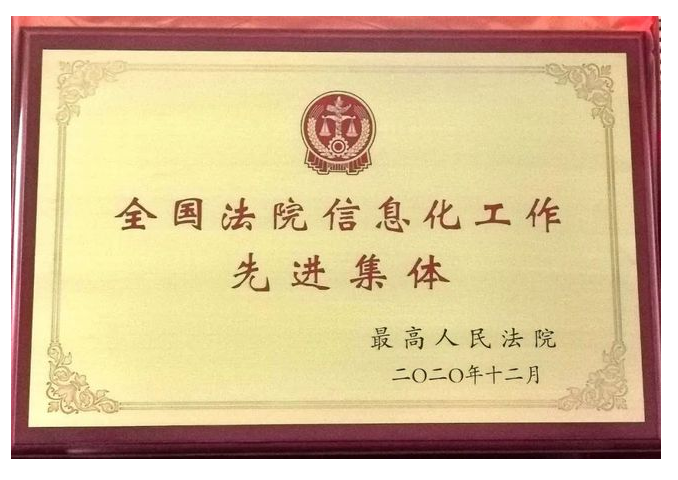 全国法院信息化工作
先进集体
最高人民法院
二〇二〇年十二月